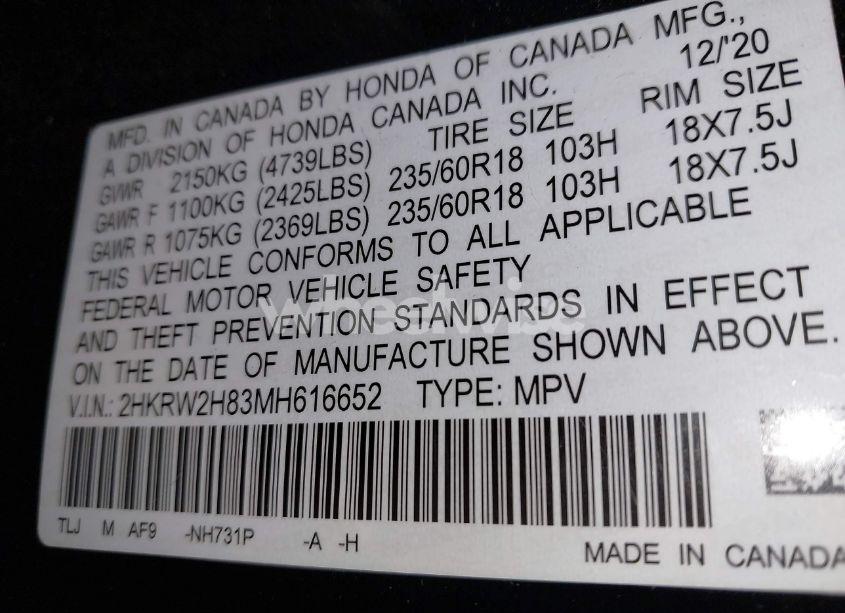 MFD. IN CANADA BY HONDA OF CANADA MFG.,
A DIVISION OF HONDA CANADA INC. 12/'20
TIRE SIZE RIM SIZE
GVWR 2150KG (4739LBS)
GAWR F 1100KG (2425LBS) 235/60R18 103H 18X7.5J
GAWR R 1075KG (2369LBS) 235/60R18 103H 18X7.5J
THIS VEHICLE CONFORMS TO ALL APPLICABLE
FEDERAL MOTOR VEHICLE SAFETY
AND THEFT PREVENTION STANDARDS IN EFFECT
ON THE DATE OF MANUFACTURE SHOWN ABOVE.
V.I.N.: 2HKRW2H83MH616652 TYPE: MPV
TLJ M AF9 -NH731P -A -H
MADE IN CANADA
wheelwise